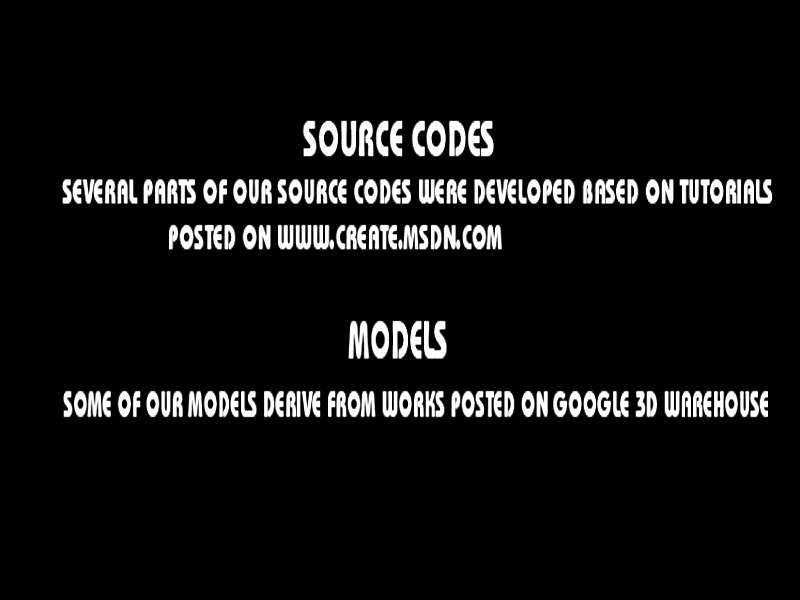 SOURCE CODES
SEVERAL PARTS OF OUR SOURCE CODES WERE DEVELOPED BASED ON TUTORIALS
POSTED ON WWW.CREATE.MSDN.COM
MODELS
SOME OF OUR MODELS DERIVE FROM WORKS POSTED ON GOOGLE 3D WAREHOUSE